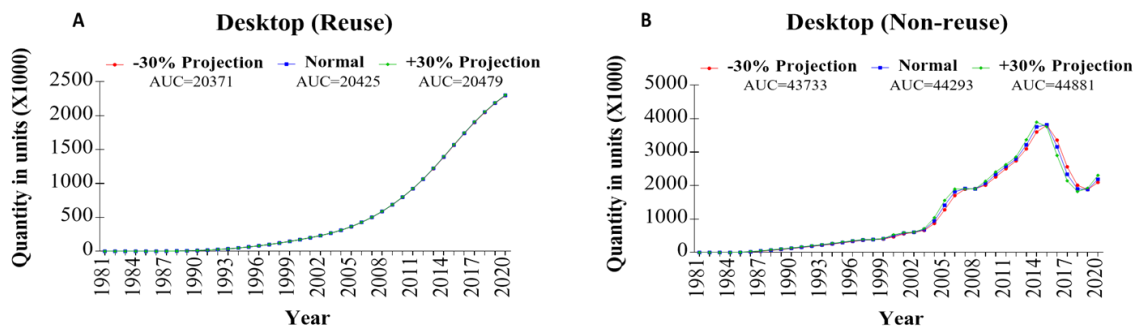 A
Desktop (Reuse)
-30% Projection
Normal
+30% Projection
AUC=20371
AUC=20425
AUC=20479
Quantity in units (X1000)
2500
2000
1500
1000
500
0
1981
1984
1987
1990
1993
1996
1999
2002
2005
2008
2011
2014
2017
2020
Year
B
Desktop (Non-reuse)
-30% Projection
Normal
+30% Projection
AUC=43733
AUC=44293
AUC=44881
Quantity in units (X1000)
5000
4000
3000
2000
1000
0
1981
1984
1987
1990
1993
1996
1999
2002
2005
2008
2011
2014
2017
2020
Year